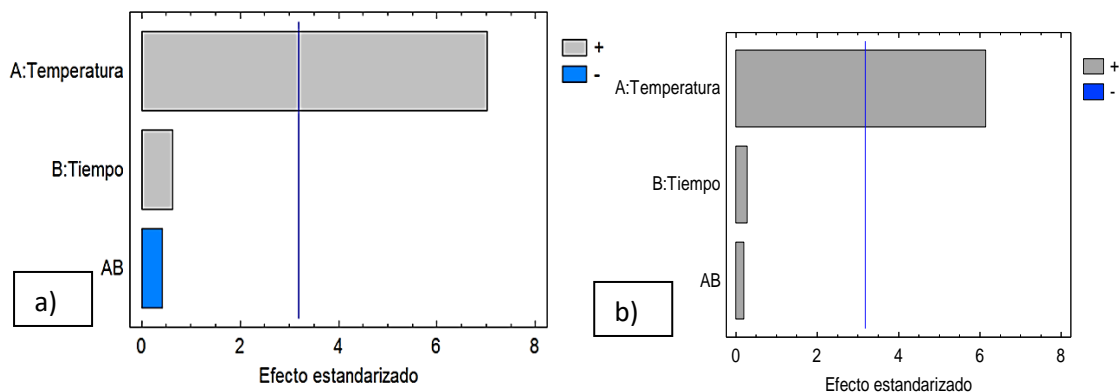 +
-
A:Temperatura
B:Tiempo
AB
0 2 4 6 8
Efecto estandarizado
a)
+
-
A:Temperatura
B:Tiempo
AB
0 2 4 6 8
Efecto estandarizado
b)